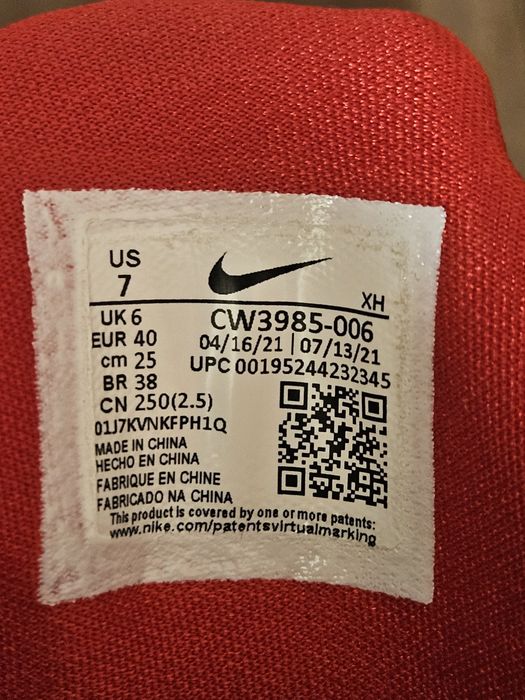 US
7
XH
UK 6
EUR 40
cm 25
BR 38
CN 250(2.5)
CW3985-006
04/16/21 | 07/13/21
UPC 00195244232345
01J7KVNKFPH1Q
MADE IN CHINA
HECHO EN CHINA
FABRIQUE EN CHINE
FABRICADO NA CHINA
This product is covered by one or more patents:
www.nike.com/patentsvirtualmarking